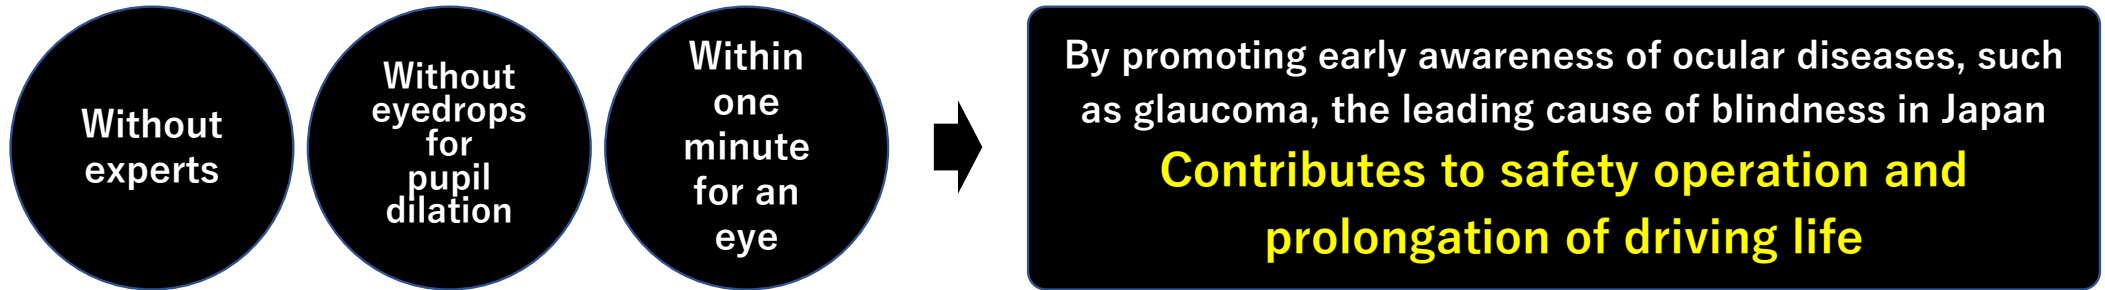 Without
experts
Without
eyedrops
for
pupil
dilation
Within
one
minute
for an
eye
By promoting early awareness of ocular diseases, such
as glaucoma, the leading cause of blindness in Japan
Contributes to safety operation and
prolongation of driving life